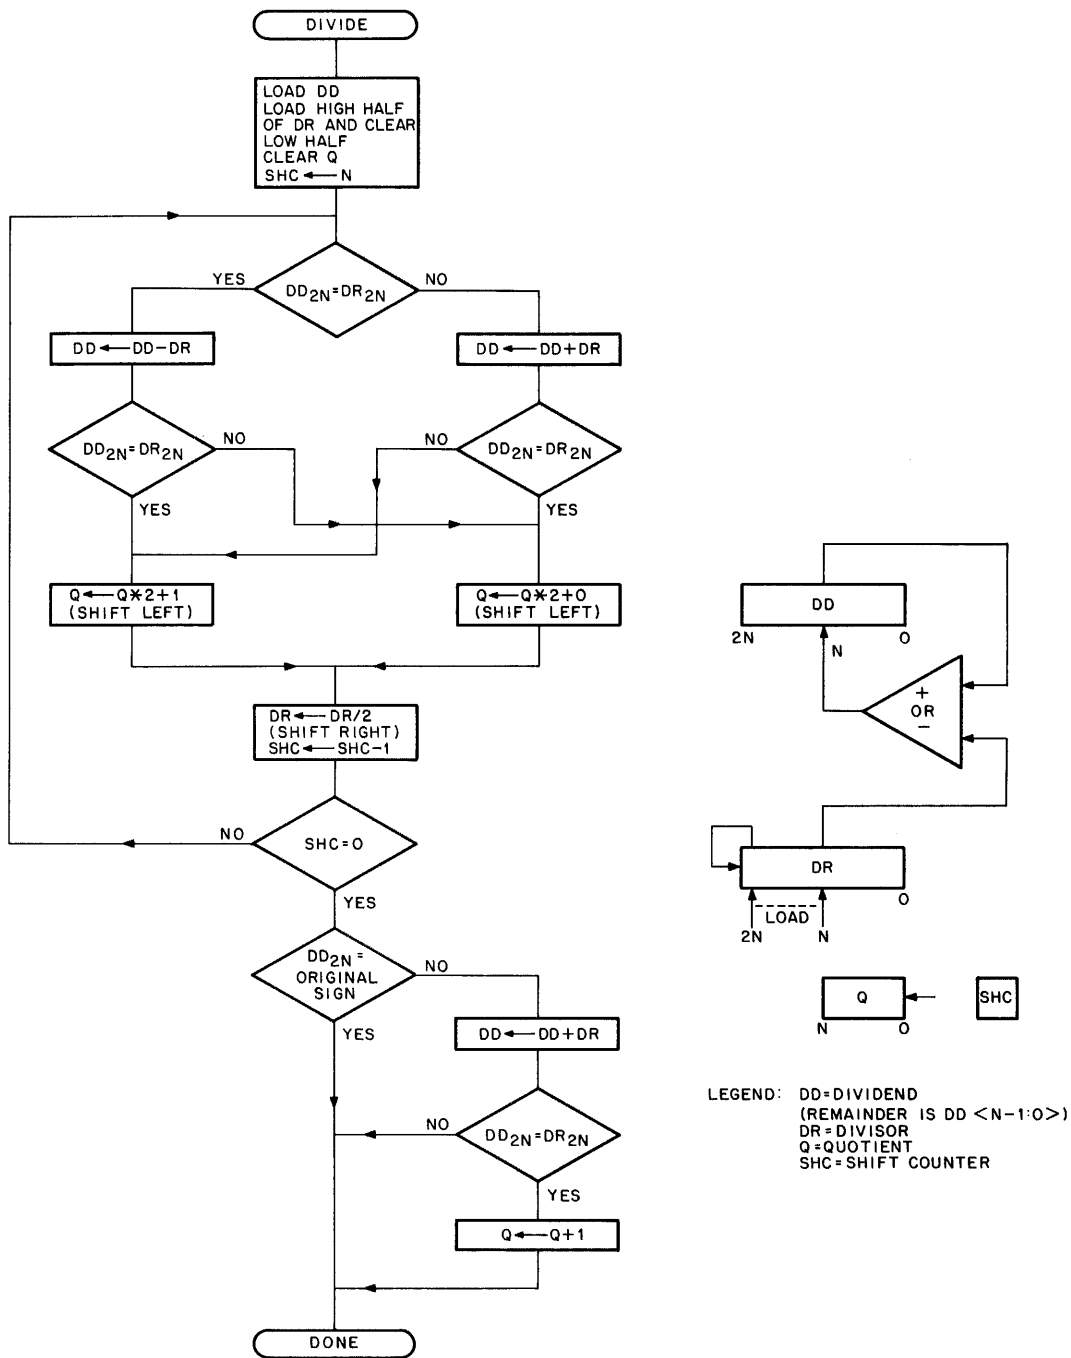 DIVIDE
LOAD DD
LOAD HIGH HALF
OF DR AND CLEAR
LOW HALF
CLEAR Q
SHC ← N
DD2N=DR2N
YES
NO
DD ← DD-DR
DD ← DD+DR
DD2N=DR2N
NO
YES
NO
DD2N=DR2N
YES
Q ← Q*2+1
(SHIFT LEFT)
Q ← Q*2+0
(SHIFT LEFT)
DR ← DR/2
(SHIFT RIGHT)
SHC ← SHC-1
NO
SHC=0
YES
DD2N=
ORIGINAL
SIGN
NO
YES
DD ← DD+DR
NO
DD2N=DR2N
YES
Q ← Q+1
DONE
DD
2N
N
0
+
OR
-
DR
0
LOAD
2N
N
Q
N
0
SHC
LEGEND: DD=DIVIDEND
(REMAINDER IS DD <N-1:0>)
DR=DIVISOR
Q=QUOTIENT
SHC=SHIFT COUNTER